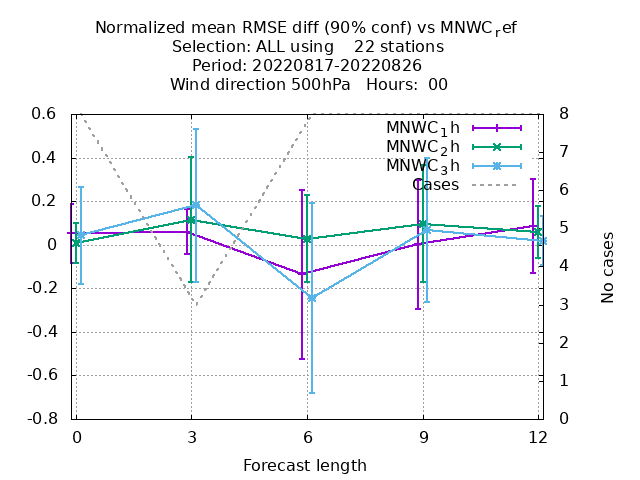 Normalized mean RMSE diff (90% conf) vs MNWC_ref
Selection: ALL using    22 stations
Period: 20220817-20220826
Wind direction 500hPa   Hours:  00
MNWC_1h
MNWC_2h
MNWC_3h
Cases
0.6
0.4
0.2
0
-0.2
-0.4
-0.6
-0.8
8
7
6
5
4
3
2
1
0
No cases
0 3 6 9 12
Forecast length